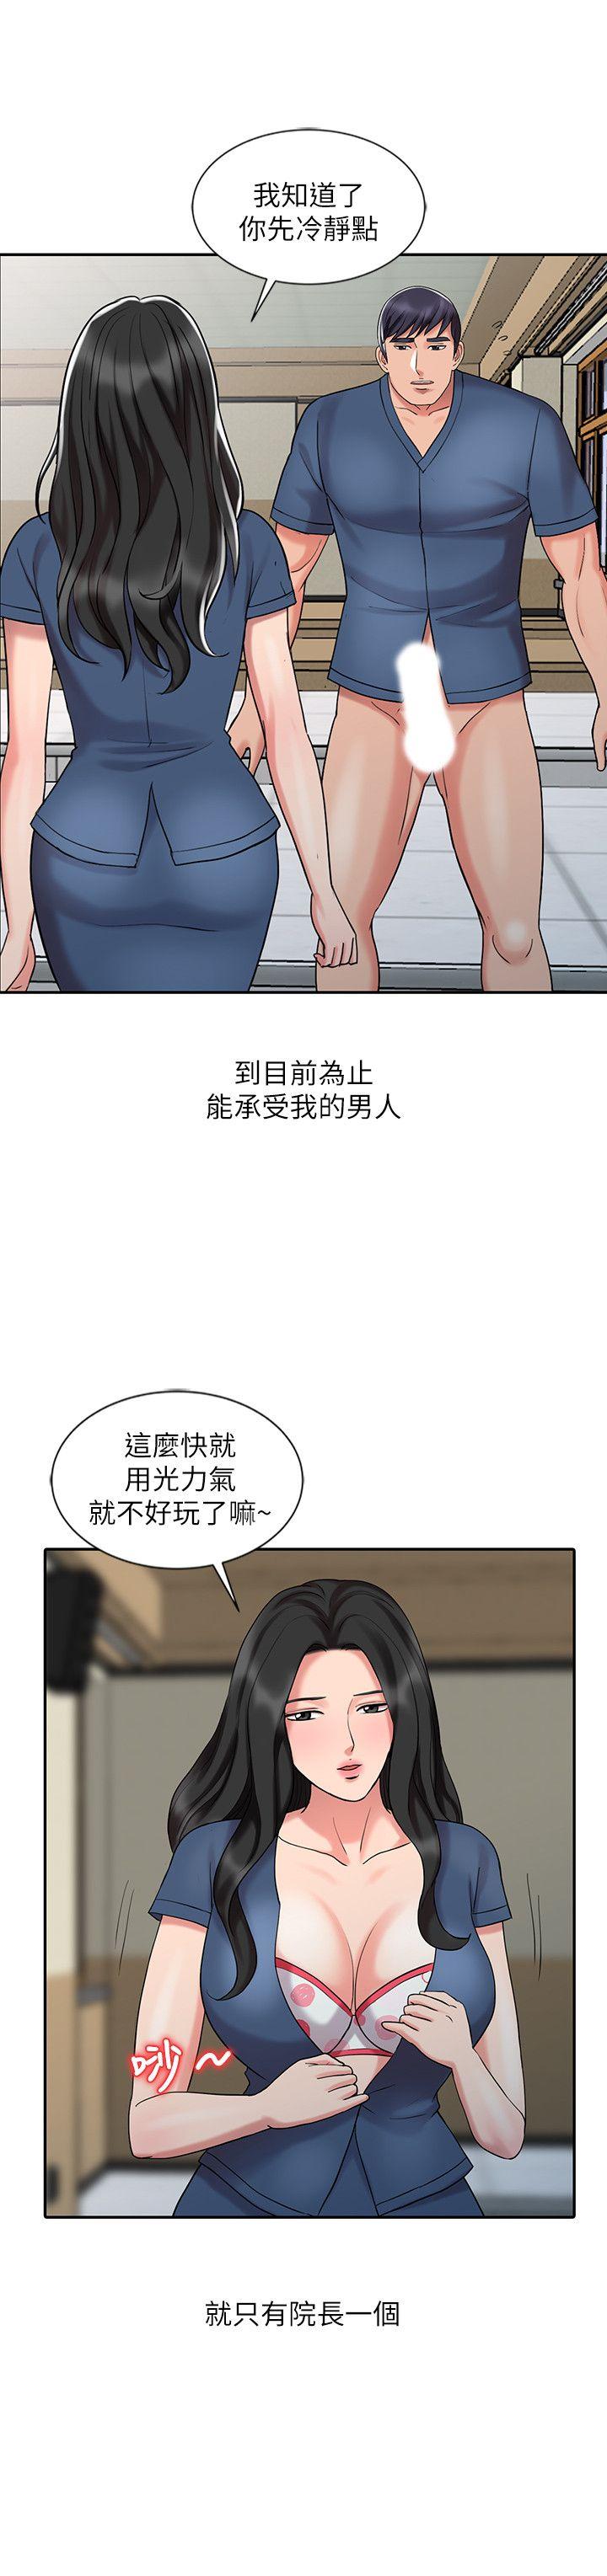 我知道了
你先冷靜點
到目前為止
能承受我的男人
這麼快就
用光力氣
就不好玩了嘛~
唦~
就只有院長一個